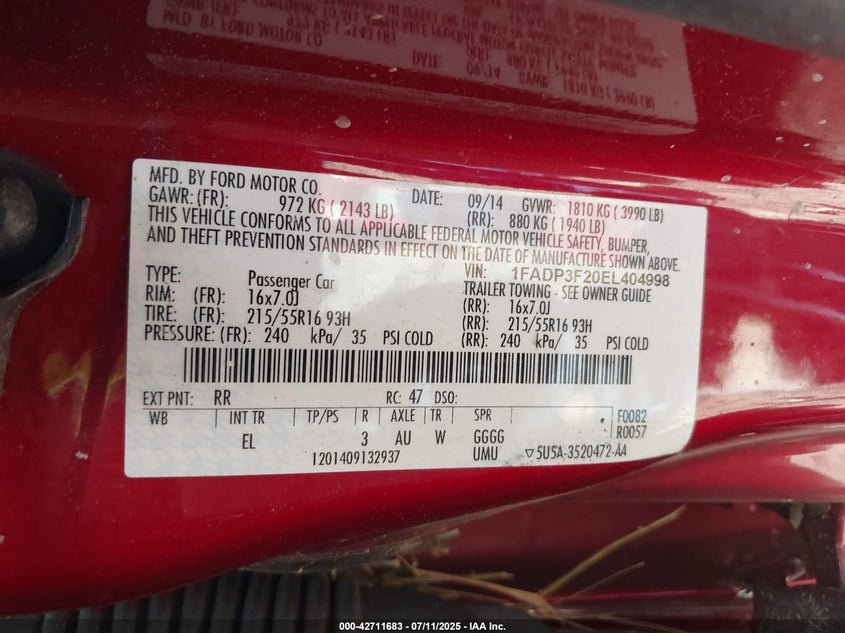 MFD. BY FORD MOTOR CO.
DATE: 09/14 GVWR: 1810 KG ( 3990 LB)
GAWR: (FR): 972 KG ( 2143 LB) (RR): 880 KG ( 1940 LB)
THIS VEHICLE CONFORMS TO ALL APPLICABLE FEDERAL MOTOR VEHICLE SAFETY, BUMPER,
AND THEFT PREVENTION STANDARDS IN EFFECT ON THE DATE OF MANUFACTURE SHOWN ABOVE.
VIN: 1FADP3F20EL404998
TYPE: Passenger Car TRAILER TOWING - SEE OWNER GUIDE
RIM: (FR): 16x7.0J (RR): 16x7.0J
TIRE: (FR): 215/55R16 93H (RR): 215/55R16 93H
PRESSURE: (FR): 240 kPa/ 35 PSI COLD (RR): 240 kPa/ 35 PSI COLD
EXT PNT: RR RC: 47 DSO:
WB INT TR TP/PS R AXLE TR SPR F0082
EL 3 AU W GGGG R0057
1201409132937 UMU ▽5U5A-3520472-AA
000-42711683 - 07/11/2025 - IAA Inc.